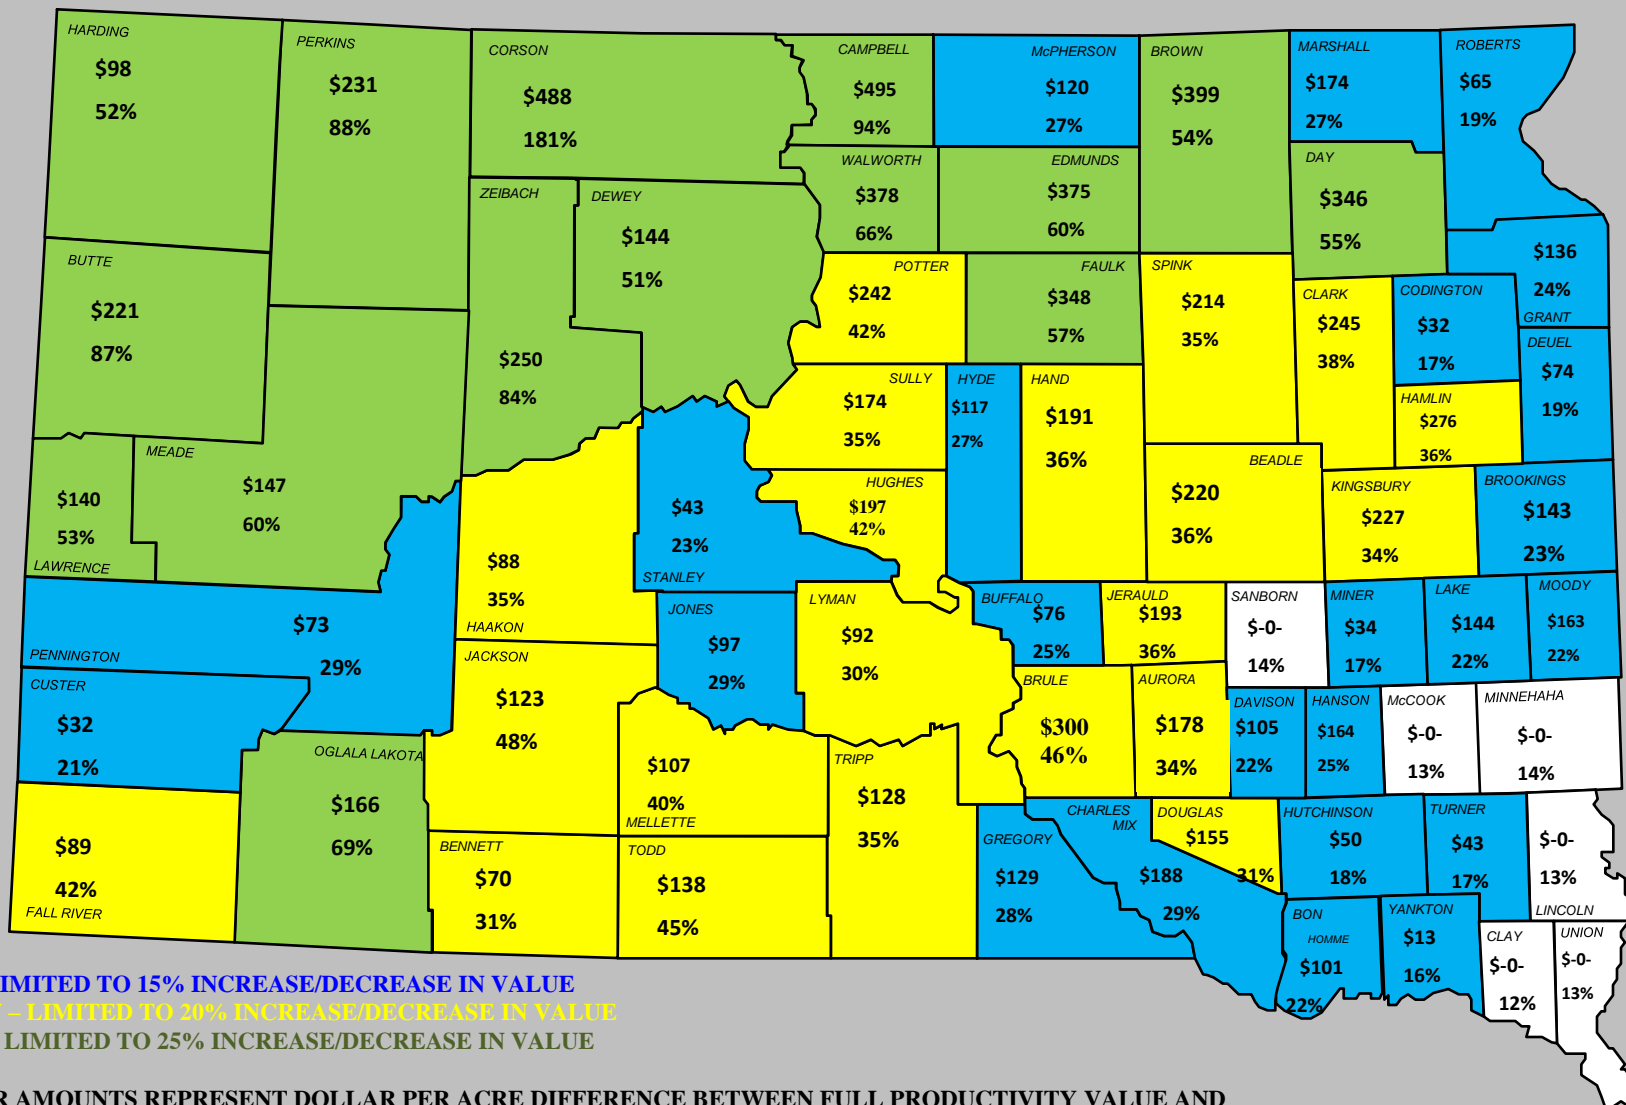 HARDING
$98
52%
PERKINS
$231
88%
CORSON
$488
181%
CAMPBELL
$495
94%
McPHERSON
$120
27%
BROWN
$399
54%
MARSHALL
$174
27%
ROBERTS
$65
19%
WALWORTH
$378
66%
EDMUNDS
$375
60%
DAY
$346
55%
ZEIBACH
$250
84%
DEWEY
$144
51%
BUTTE
$221
87%
POTTER
$242
42%
FAULK
$348
57%
SPINK
$214
35%
CLARK
$245
38%
CODINGTON
$32
17%
$136
24%
GRANT
DEUEL
$74
19%
SULLY
$174
35%
HYDE
$117
27%
HAND
$191
36%
HAMLIN
$276
36%
MEADE
$147
60%
$140
53%
LAWRENCE
HUGHES
$197
42%
BEADLE
$220
36%
KINGSBURY
$227
34%
BROOKINGS
$143
23%
$43
23%
STANLEY
$88
35%
HAAKON
$73
29%
PENNINGTON
JONES
$97
29%
LYMAN
$92
30%
BUFFALO
$76
25%
JERAULD
$193
36%
SANBORN
$-0-
14%
MINER
$34
17%
LAKE
$144
22%
MOODY
$163
22%
CUSTER
$32
21%
JACKSON
$123
48%
BRULE
$300
46%
AURORA
$178
34%
DAVISON
$105
22%
HANSON
$164
25%
McCOOK
$-0-
13%
MINNEHAHA
$-0-
14%
OGLALA LAKOTA
$166
69%
$107
40%
MELLETTE
TRIPP
$128
35%
$89
42%
FALL RIVER
BENNETT
$70
31%
TODD
$138
45%
GREGORY
$129
28%
CHARLES
MIX
$188
29%
DOUGLAS
$155
31%
HUTCHINSON
$50
18%
TURNER
$43
17%
$-0-
13%
LINCOLN
BON
HOMME
$101
22%
YANKTON
$13
16%
CLAY
$-0-
12%
UNION
$-0-
13%
IMITED TO 15% INCREASE/DECREASE IN VALUE
– LIMITED TO 20% INCREASE/DECREASE IN VALUE
LIMITED TO 25% INCREASE/DECREASE IN VALUE
R AMOUNTS REPRESENT DOLLAR PER ACRE DIFFERENCE BETWEEN FULL PRODUCTIVITY VALUE AND